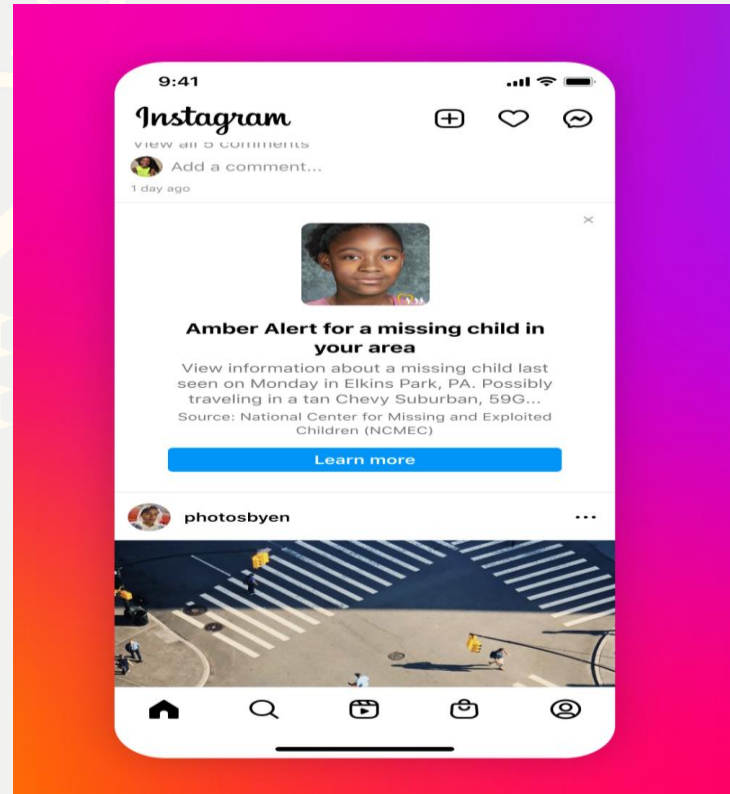 9:41
Instagram
View all 5 comments
Add a comment...
1 day ago
Amber Alert for a missing child in
your area
View information about a missing child last
seen on Monday in Elkins Park, PA. Possibly
traveling in a tan Chevy Suburban, 59G...
Source: National Center for Missing and Exploited
Children (NCMEC)
Learn more
photosbyen